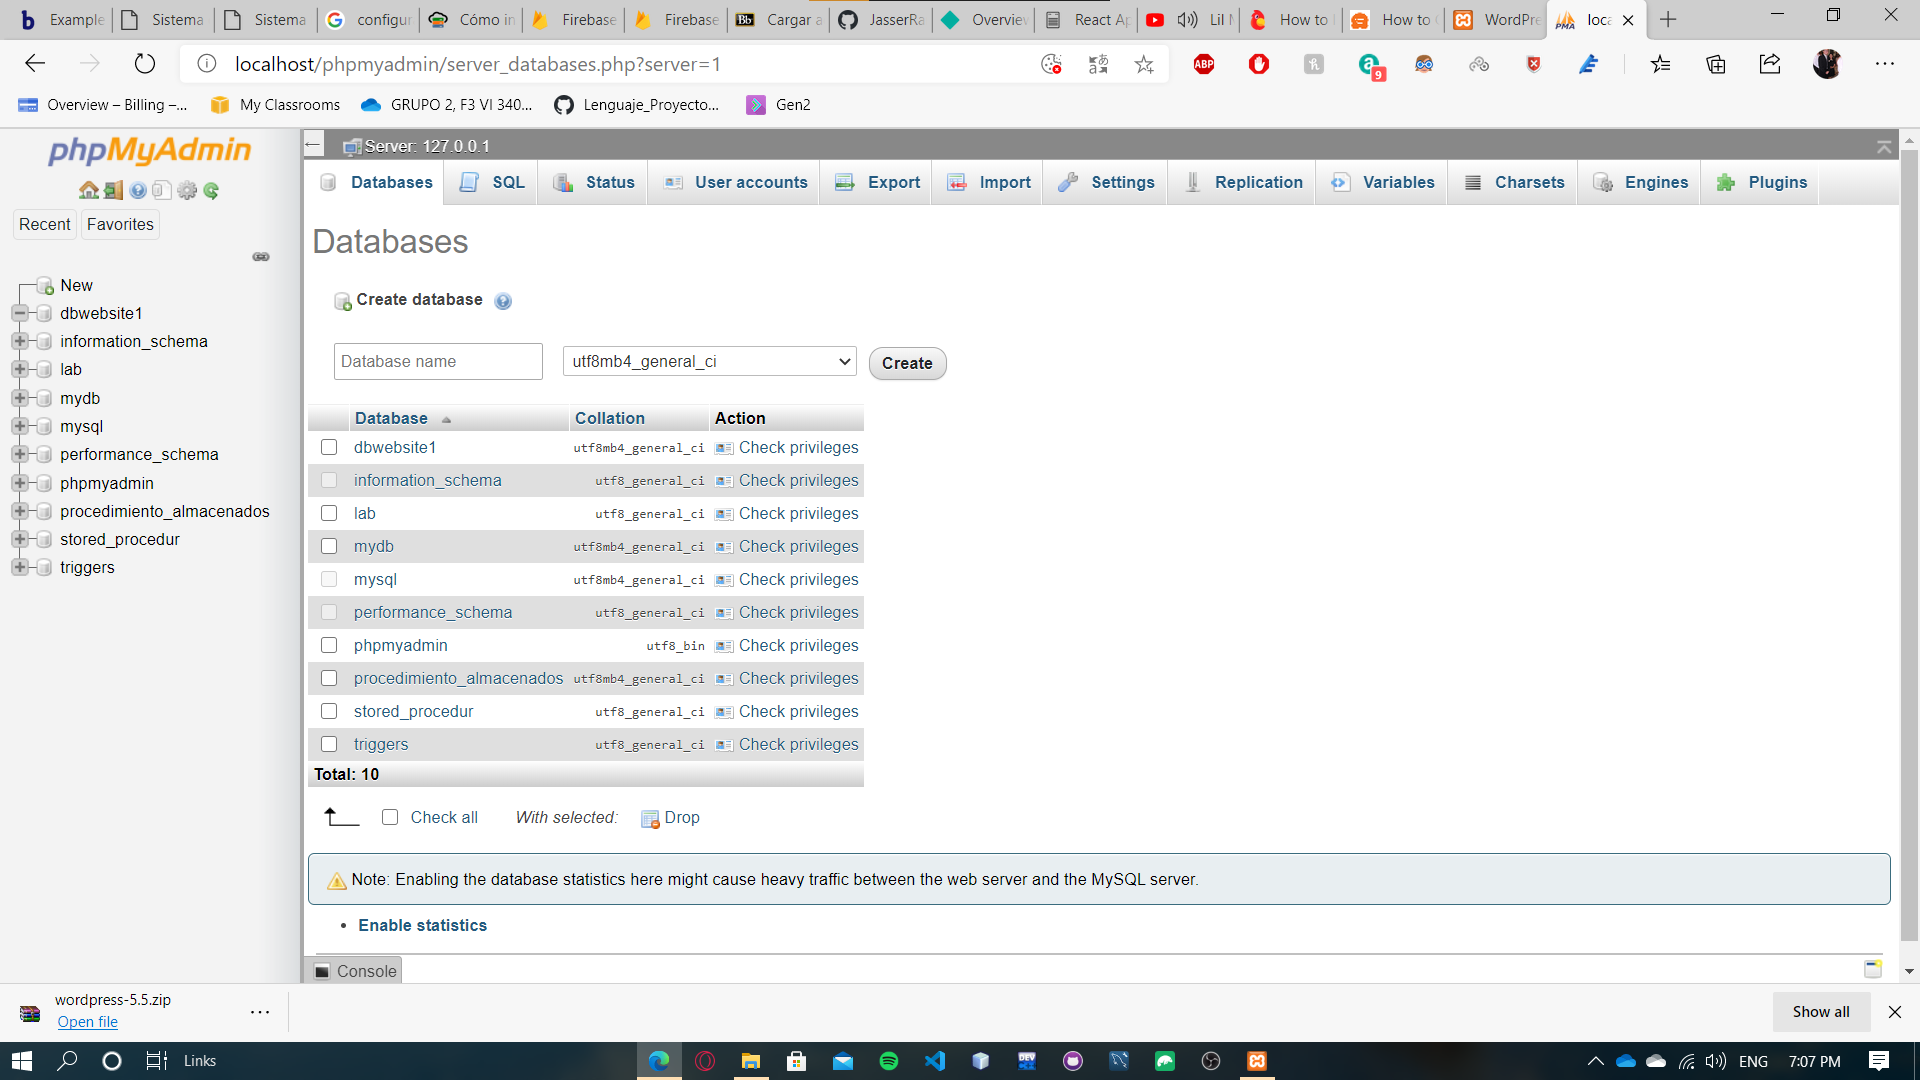 Example
Sistema
Sistema
configur
Cómo in
Firebase
Firebase
Cargar a
JasserRa
Overview
React Ap
Lil N
How to
How to
WordPre
loca
localhost/phpmyadmin/server_databases.php?server=1
ABP
9
Overview – Billing –...
My Classrooms
GRUPO 2, F3 VI 340...
Lenguaje_Proyecto...
Gen2
phpMyAdmin
Recent
Favorites
New
dbwebsite1
information_schema
lab
mydb
mysql
performance_schema
phpmyadmin
procedimiento_almacenados
stored_procedur
triggers
Server: 127.0.0.1
Databases
SQL
Status
User accounts
Export
Import
Settings
Replication
Variables
Charsets
Engines
Plugins
Databases
Create database
Database name
utf8mb4_general_ci
Create
Database Collation Action
dbwebsite1 utf8mb4_general_ci Check privileges
information_schema utf8_general_ci Check privileges
lab utf8_general_ci Check privileges
mydb utf8mb4_general_ci Check privileges
mysql utf8mb4_general_ci Check privileges
performance_schema utf8_general_ci Check privileges
phpmyadmin utf8_bin Check privileges
procedimiento_almacenados utf8mb4_general_ci Check privileges
stored_procedur utf8_general_ci Check privileges
triggers utf8_general_ci Check privileges
Total: 10
Check all With selected: Drop
Note: Enabling the database statistics here might cause heavy traffic between the web server and the MySQL server.
• Enable statistics
Console
wordpress-5.5.zip
Open file
Show all
Links
DEV
ENG
7:07 PM